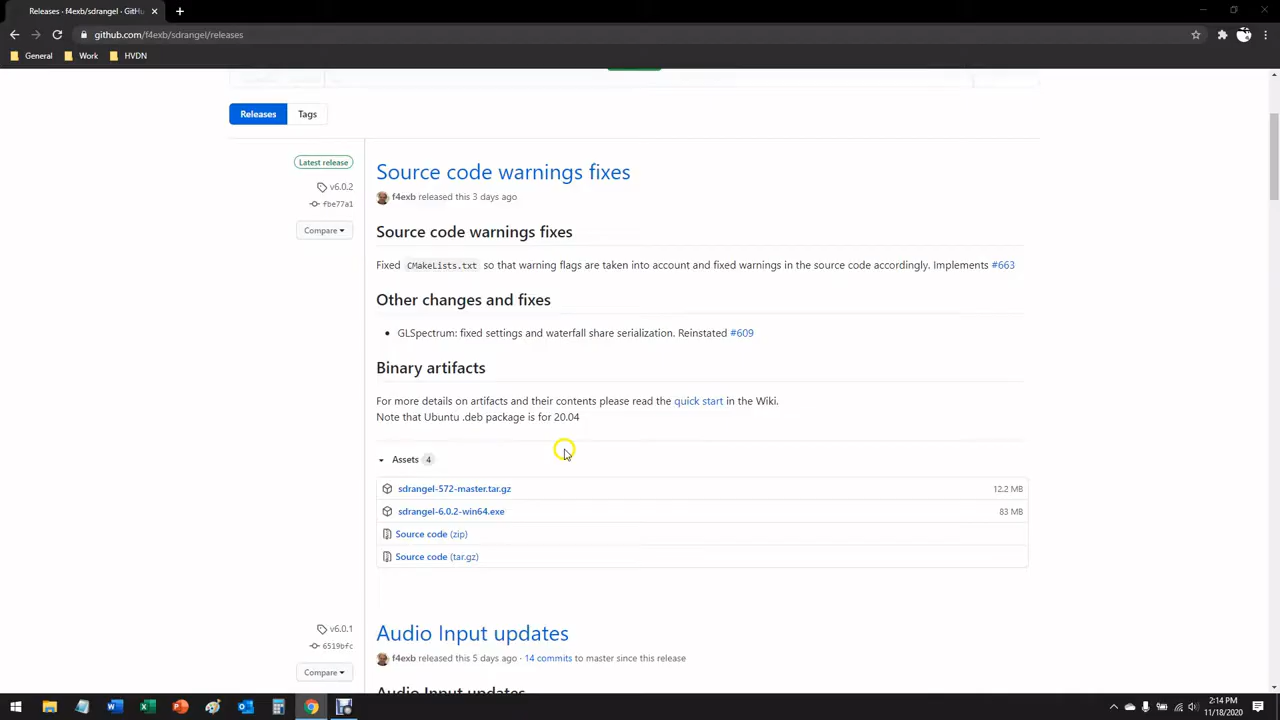 Releases · f4exb/sdrangel · GitHu
github.com/f4exb/sdrangel/releases
General
Work
HVDN
Releases
Tags
Latest release
v6.0.2
fbe77a1
Compare
Source code warnings fixes
f4exb released this 3 days ago
Source code warnings fixes
Fixed CMakeLists.txt so that warning flags are taken into account and fixed warnings in the source code accordingly. Implements #663
Other changes and fixes
• GLSpectrum: fixed settings and waterfall share serialization. Reinstated #609
Binary artifacts
For more details on artifacts and their contents please read the quick start in the Wiki.
Note that Ubuntu .deb package is for 20.04
Assets 4
sdrangel-572-master.tar.gz 12.2 MB
sdrangel-6.0.2-win64.exe 83 MB
Source code (zip)
Source code (tar.gz)
v6.0.1
6519bfc
Compare
Audio Input updates
f4exb released this 5 days ago · 14 commits to master since this release
Audio Input updates
2:14 PM
11/18/2020